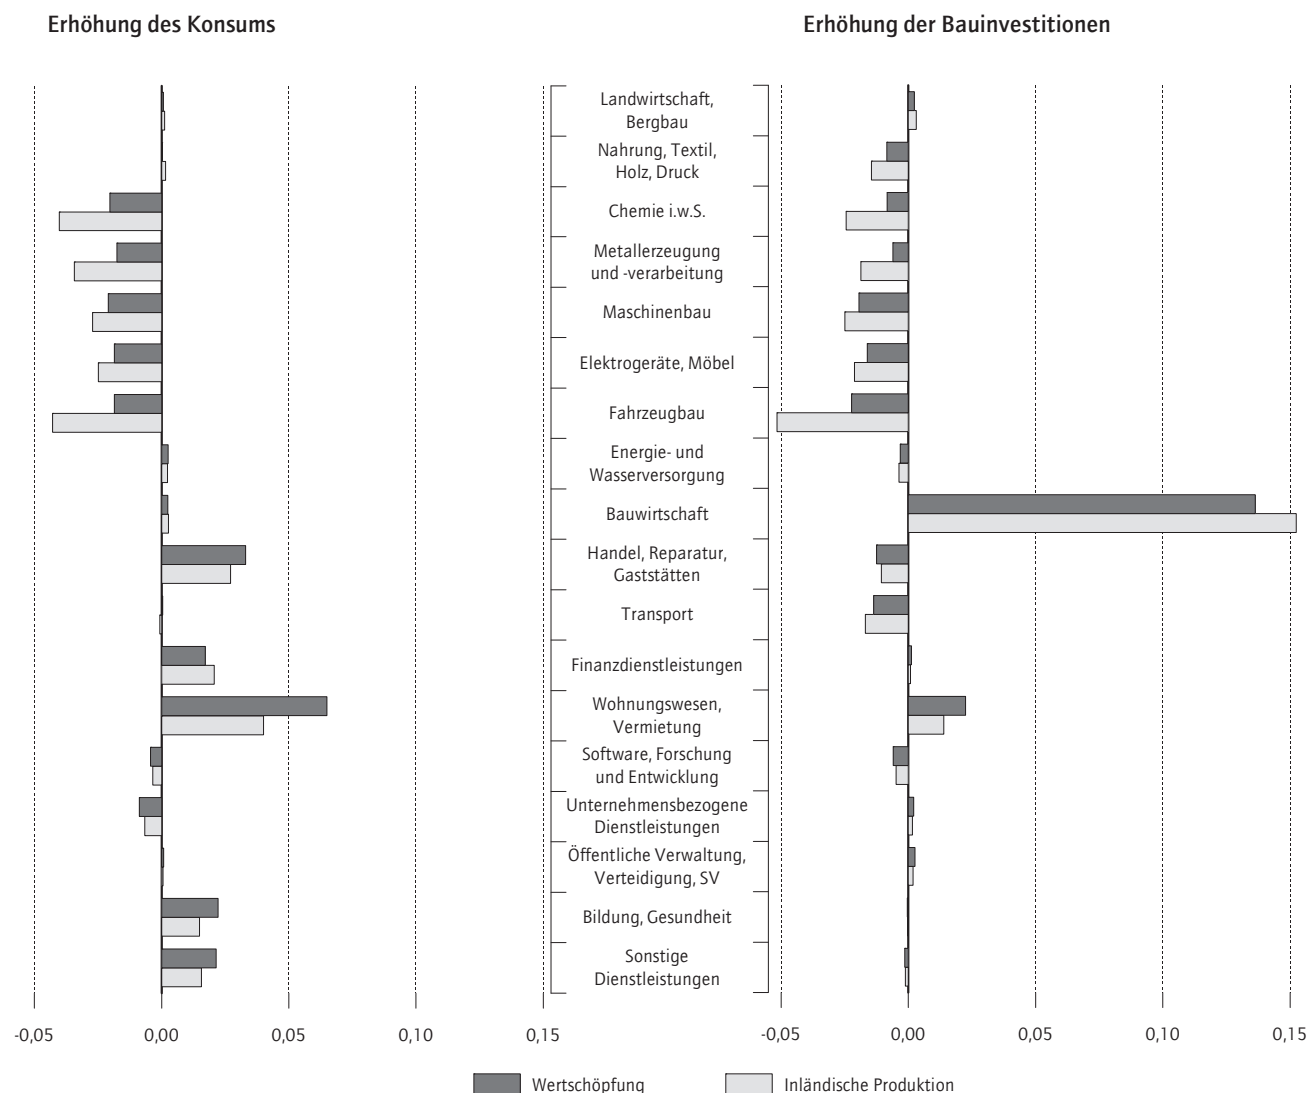 Erhöhung des Konsums
Erhöhung der Bauinvestitionen
Landwirtschaft,
Bergbau
Nahrung, Textil,
Holz, Druck
Chemie i.w.S.
Metallerzeugung
und -verarbeitung
Maschinenbau
Elektrogeräte, Möbel
Fahrzeugbau
Energie- und
Wasserversorgung
Bauwirtschaft
Handel, Reparatur,
Gaststätten
Transport
Finanzdienstleistungen
Wohnungswesen,
Vermietung
Software, Forschung
und Entwicklung
Unternehmensbezogene
Dienstleistungen
Öffentliche Verwaltung,
Verteidigung, SV
Bildung, Gesundheit
Sonstige
Dienstleistungen
-0,05 0,00 0,05 0,10 0,15
-0,05 0,00 0,05 0,10 0,15
Wertschöpfung
Inländische Produktion